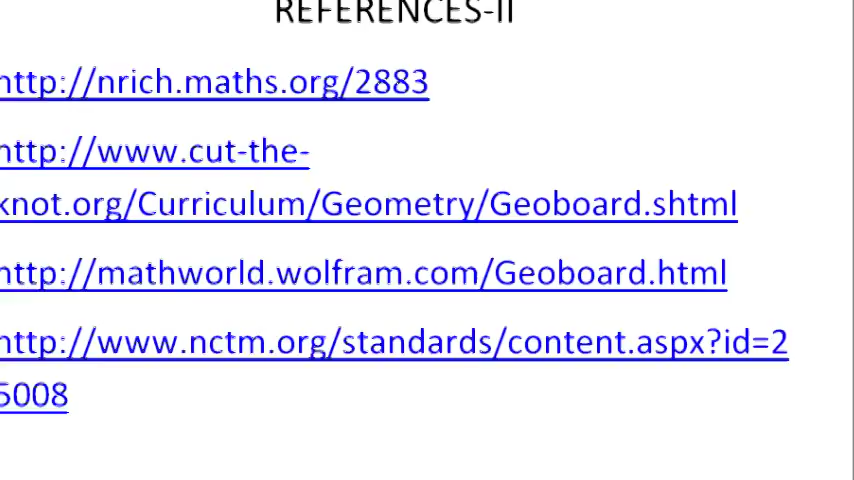 REFERENCES-II
http://nrich.maths.org/2883
http://www.cut-the-
knot.org/Curriculum/Geometry/Geoboard.shtml
http://mathworld.wolfram.com/Geoboard.html
http://www.nctm.org/standards/content.aspx?id=2
5008